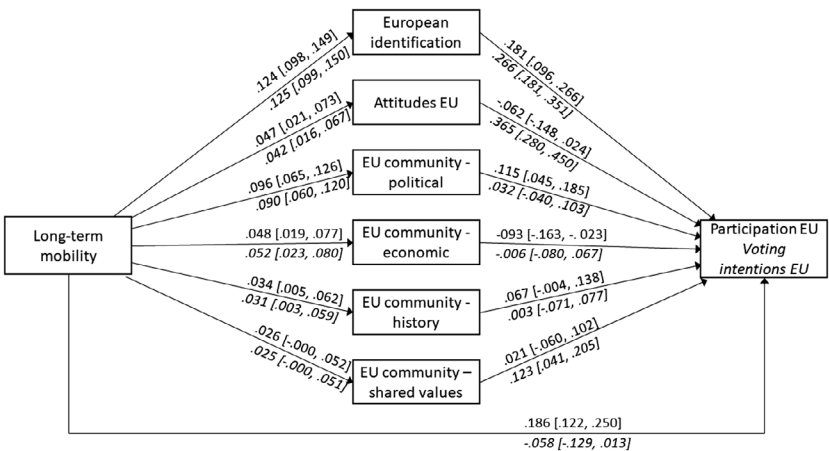 European
identification
.124 [.098, .149]
.125 [.099, .150]
.181 [.096, .266]
.266 [.181, .351]
Attitudes EU
.047 [.021, .073]
.042 [.016, .067]
-.062 [-.148, .024]
.365 [.280, .450]
EU community -
political
.096 [.065, .126]
.090 [.060, .120]
.115 [.045, .185]
.032 [-.040, .103]
Long-term
mobility
.048 [.019, .077]
.052 [.023, .080]
EU community -
economic
-093 [-.163, -. 023]
-.006 [-.080, .067]
Participation EU
Voting
intentions EU
.034 [.005, .062]
.031 [.003, .059]
EU community -
history
.067 [-.004, .138]
.003 [-.071, .077]
.026 [-.000, .052]
.025 [-.000, .051]
EU community –
shared values
.021 [-.060, .102]
.123 [.041, .205]
.186 [.122, .250]
-.058 [-.129, .013]